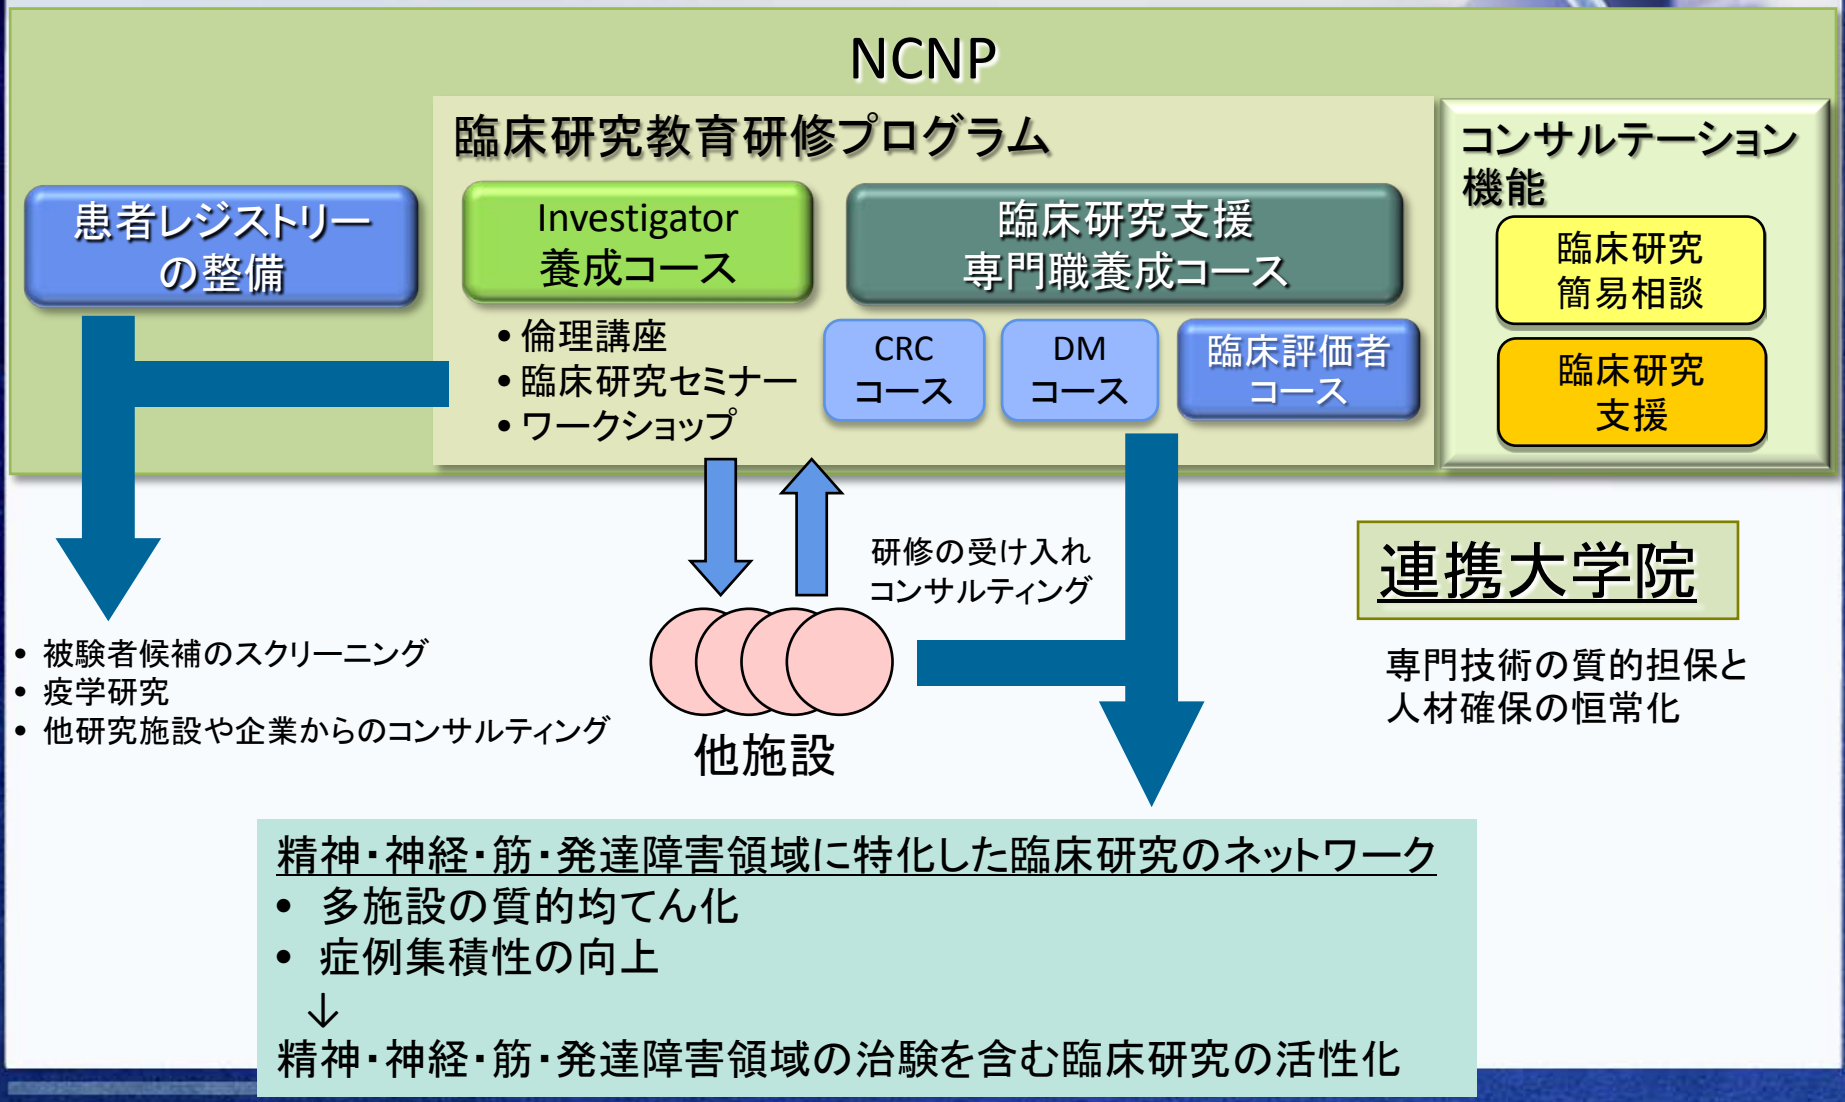 NCNP
臨床研究教育研修プログラム
コンサルテーション
機能
患者レジストリー
の整備
Investigator
養成コース
臨床研究支援
専門職養成コース
臨床研究
簡易相談
• 倫理講座
• 臨床研究セミナー
• ワークショップ
CRC
コース
DM
コース
臨床評価者
コース
臨床研究
支援
研修の受け入れ
コンサルティング
連携大学院
• 被験者候補のスクリーニング
• 疫学研究
• 他研究施設や企業からのコンサルティング
他施設
専門技術の質的担保と
人材確保の恒常化
精神・神経・筋・発達障害領域に特化した臨床研究のネットワーク
• 多施設の質的均てん化
• 症例集積性の向上
↓
精神・神経・筋・発達障害領域の治験を含む臨床研究の活性化